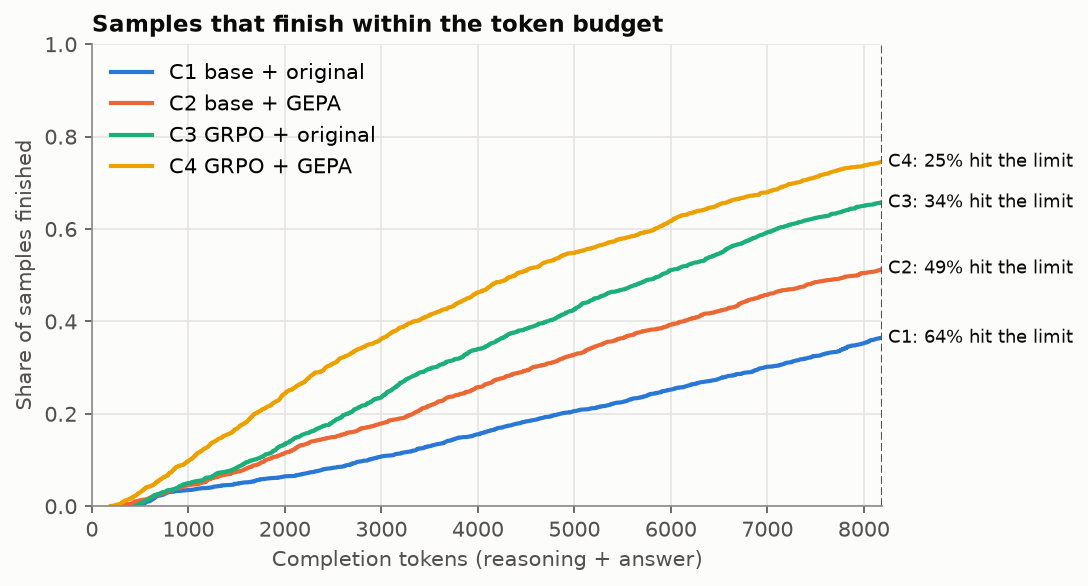 Samples that finish within the token budget
C1 base + original
C2 base + GEPA
C3 GRPO + original
C4 GRPO + GEPA
Share of samples finished
1.0
0.8
0.6
0.4
0.2
0.0
C4: 25% hit the limit
C3: 34% hit the limit
C2: 49% hit the limit
C1: 64% hit the limit
0 1000 2000 3000 4000 5000 6000 7000 8000
Completion tokens (reasoning + answer)